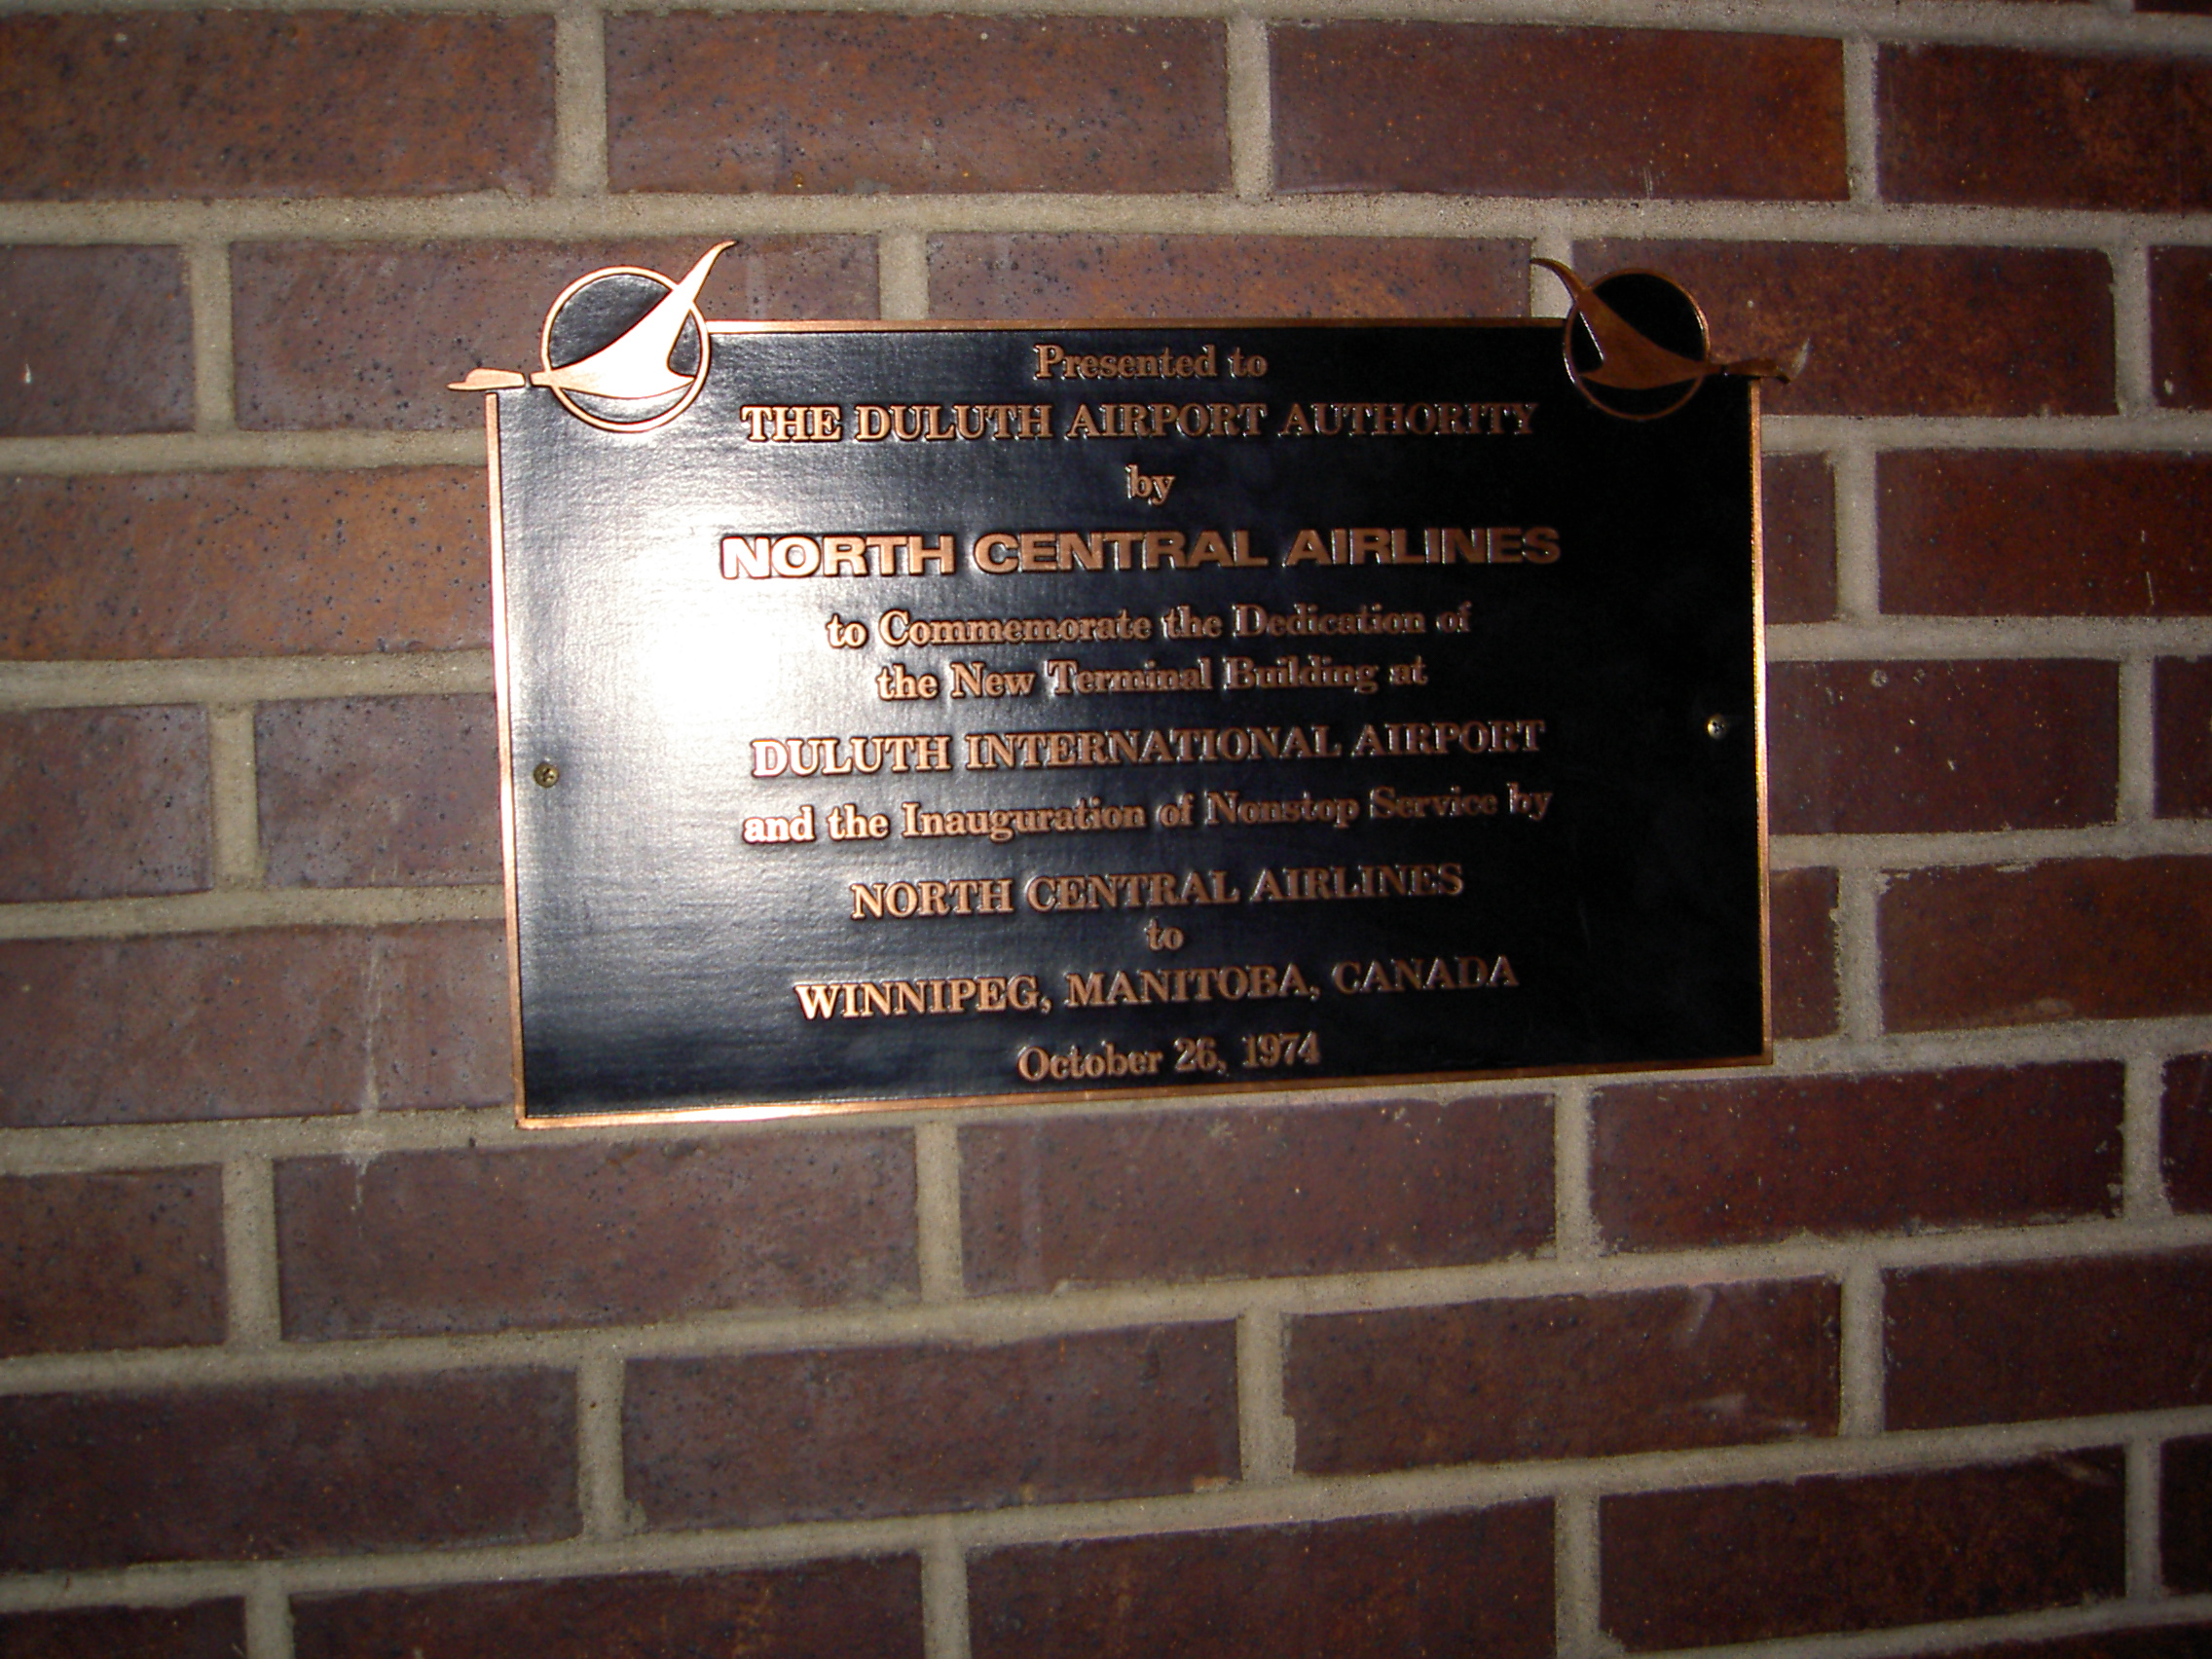 Presented to
THE DULUTH AIRPORT AUTHORITY
by
NORTH CENTRAL AIRLINES
to Commemorate the Dedication of
the New Terminal Building at
DULUTH INTERNATIONAL AIRPORT
and the Inauguration of Nonstop Service by
NORTH CENTRAL AIRLINES
to
WINNIPEG, MANITOBA, CANADA
October 26, 1974